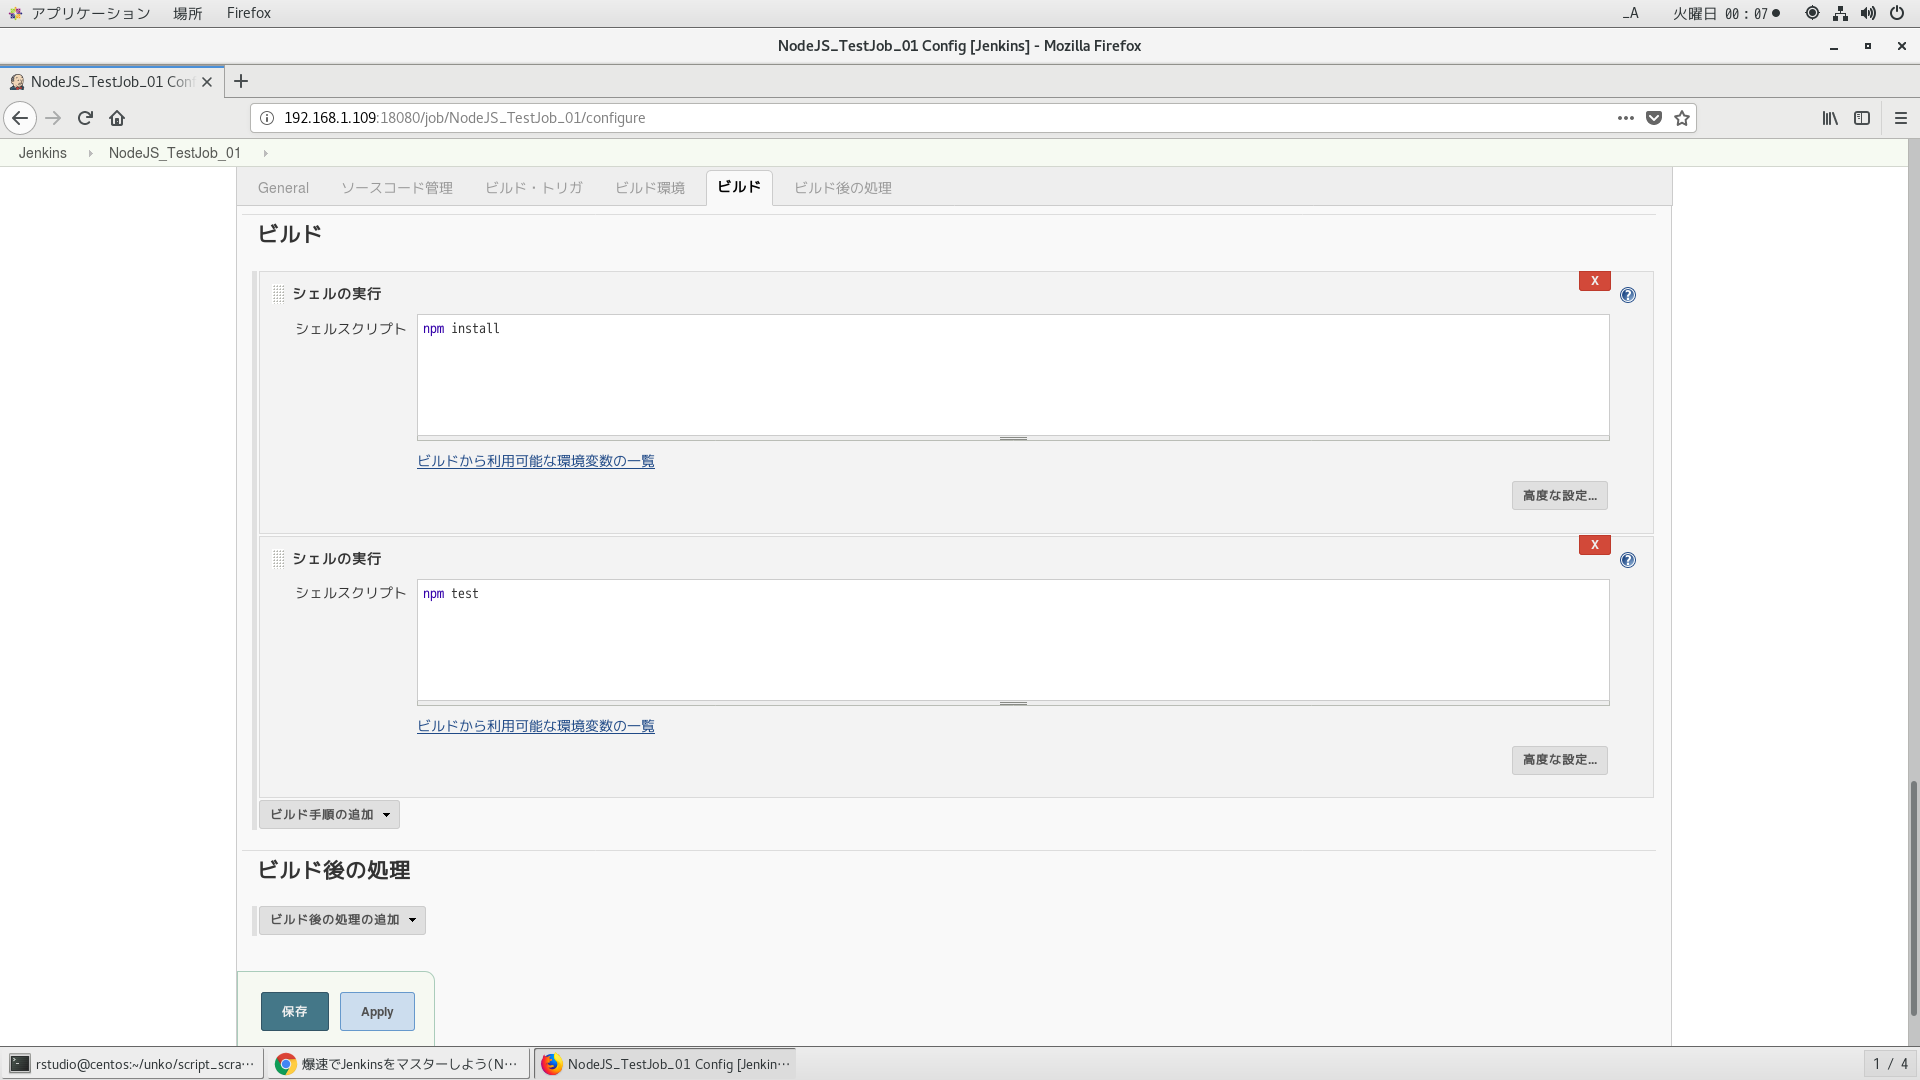 アプリケーション 場所 Firefox _A 火曜日 00：07●
NodeJS_TestJob_01 Config [Jenkins] - Mozilla Firefox
NodeJS_TestJob_01 Con
192.168.1.109:18080/job/NodeJS_TestJob_01/configure
Jenkins NodeJS_TestJob_01
General ソースコード管理 ビルド・トリガ ビルド環境 ビルド ビルド後の処理
ビルド
X
シェルの実行
シェルスクリプト npm install
ビルドから利用可能な環境変数の一覧
高度な設定...
X
シェルの実行
シェルスクリプト npm test
ビルドから利用可能な環境変数の一覧
高度な設定...
ビルド手順の追加
ビルド後の処理
ビルド後の処理の追加
保存 Apply
rstudio@centos:~/unko/script_scra… 爆速でJenkinsをマスターしよう(N… NodeJS_TestJob_01 Config [Jenkin… 1 / 4